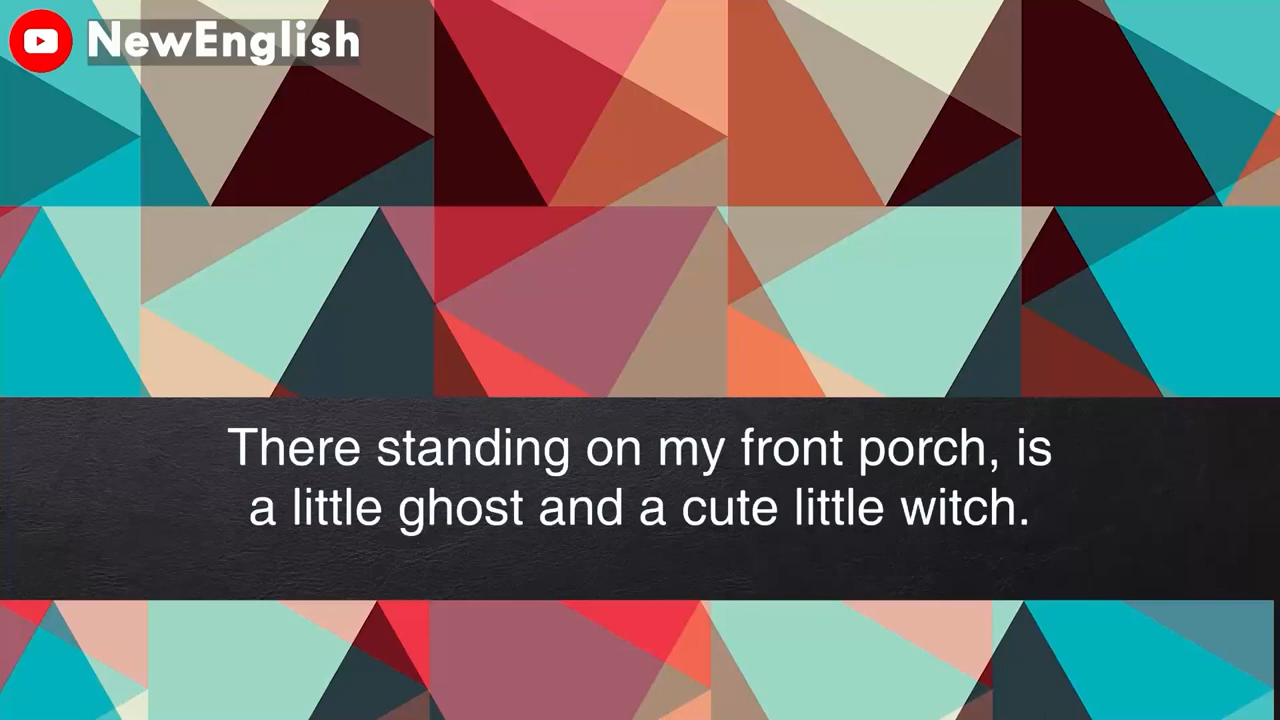 NewEnglish
There standing on my front porch, is
a little ghost and a cute little witch.